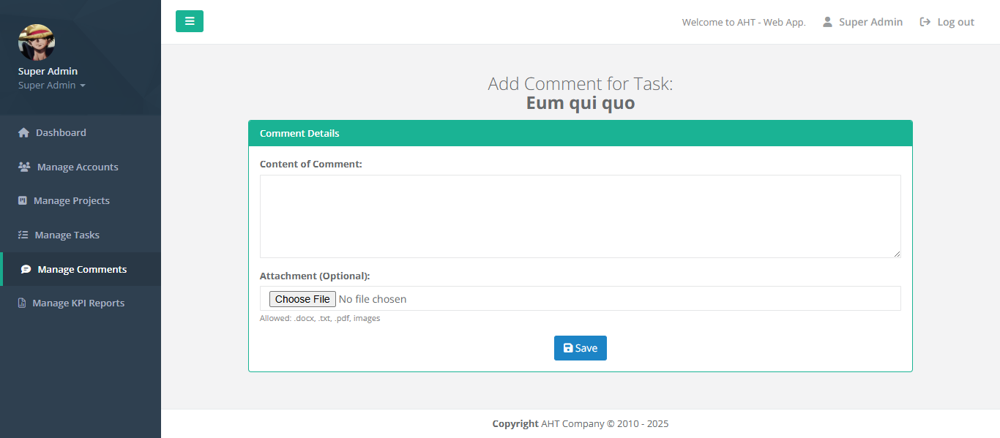 Super Admin
Super Admin
Dashboard
Manage Accounts
Manage Projects
Manage Tasks
Manage Comments
Manage KPI Reports
Welcome to AHT - Web App.
Super Admin
Log out
Add Comment for Task:
Eum qui quo
Comment Details
Content of Comment:
Attachment (Optional):
Choose File No file chosen
Allowed: .docx, .txt, .pdf, images
Save
Copyright AHT Company © 2010 - 2025